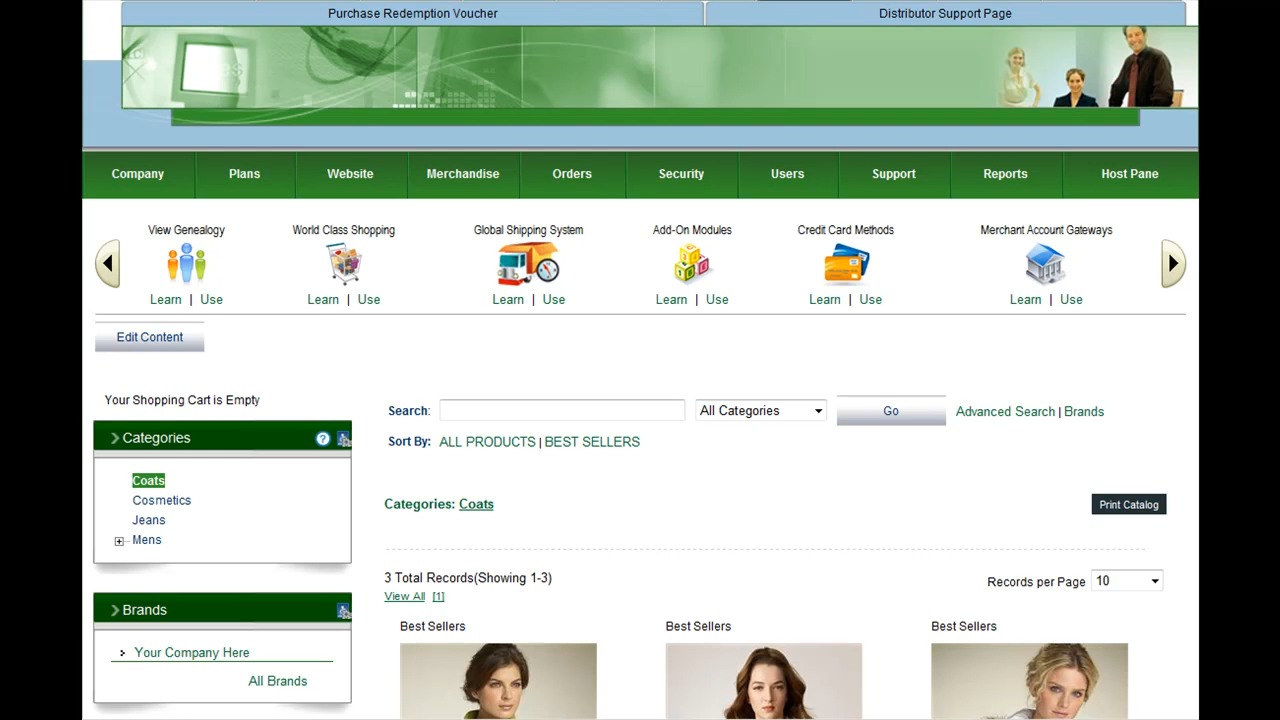 Purchase Redemption Voucher
Distributor Support Page
Company
Plans
Website
Merchandise
Orders
Security
Users
Support
Reports
Host Pane
View Genealogy
World Class Shopping
Global Shipping System
Add-On Modules
Credit Card Methods
Merchant Account Gateways
Learn | Use
Learn | Use
Learn | Use
Learn | Use
Learn | Use
Learn | Use
Edit Content
Your Shopping Cart is Empty
Categories
?
Coats
Cosmetics
Jeans
Mens
Brands
Your Company Here
All Brands
Search:
All Categories
Go
Advanced Search | Brands
Sort By: ALL PRODUCTS | BEST SELLERS
Categories: Coats
Print Catalog
3 Total Records(Showing 1-3)
View All [1]
Records per Page 10
Best Sellers
Best Sellers
Best Sellers